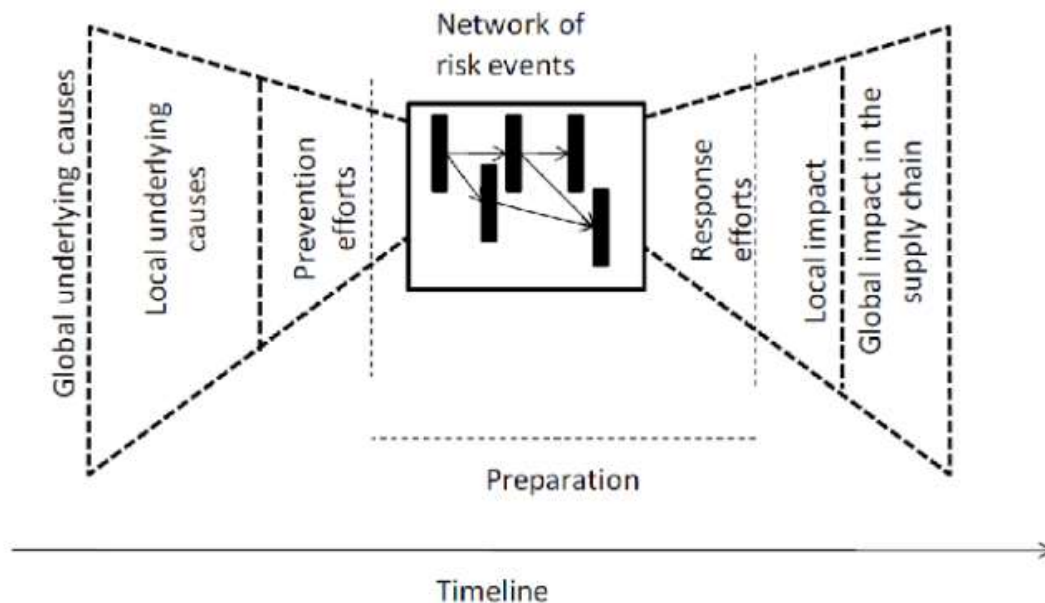 Network of
risk events
Global underlying causes
Local underlying
causes
Prevention
efforts
Response
efforts
Local impact
Global impact in the
supply chain
Preparation
Timeline